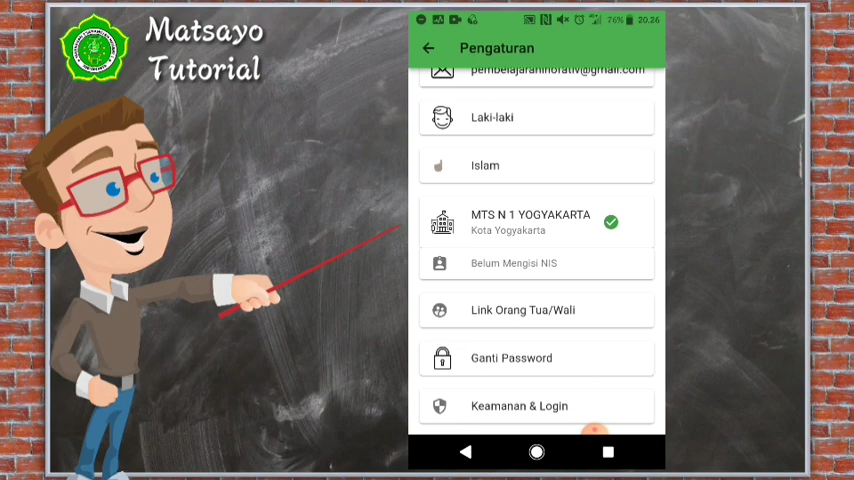 Matsayo
Tutorial
76% 20.26
Pengaturan
pembelajaraninofativ@gmail.com
Laki-laki
Islam
MTS N 1 YOGYAKARTA
Kota Yogyakarta
Belum Mengisi NIS
Link Orang Tua/Wali
Ganti Password
Keamanan & Login